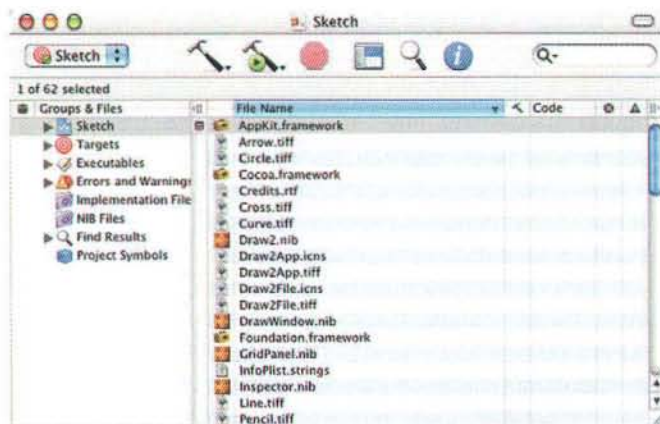 Sketch
Sketch
Q-
1 of 62 selected
Groups & Files
Sketch
Targets
Executables
Errors and Warnings
Implementation File
NIB Files
Find Results
Project Symbols
File Name
Code
AppKit.framework
Arrow.tiff
Circle.tiff
Cocoa.framework
Credits.rtf
Cross.tiff
Curve.tiff
Draw2.nib
Draw2App.icns
Draw2App.tiff
Draw2File.icns
Draw2File.tiff
DrawWindow.nib
Foundation.framework
GridPanel.nib
InfoPlist.strings
Inspector.nib
Line.tiff
Pencil.tiff